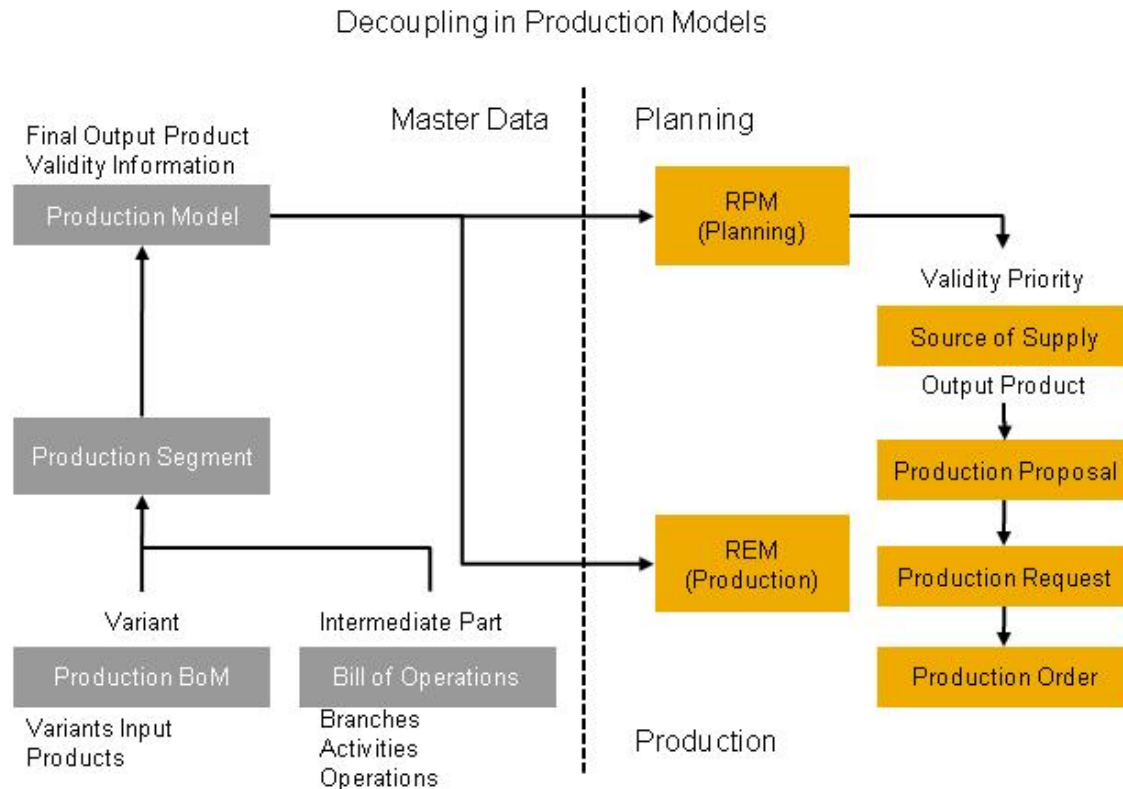 Decoupling in Production Models
Master Data
Planning
Final Output Product
Validity Information
Production Model
RPM
(Planning)
Validity Priority
Source of Supply
Output Product
Production Segment
Production Proposal
REM
(Production)
Production Request
Variant
Intermediate Part
Production BoM
Bill of Operations
Production Order
Variants Input
Products
Branches
Activities
Operations
Production